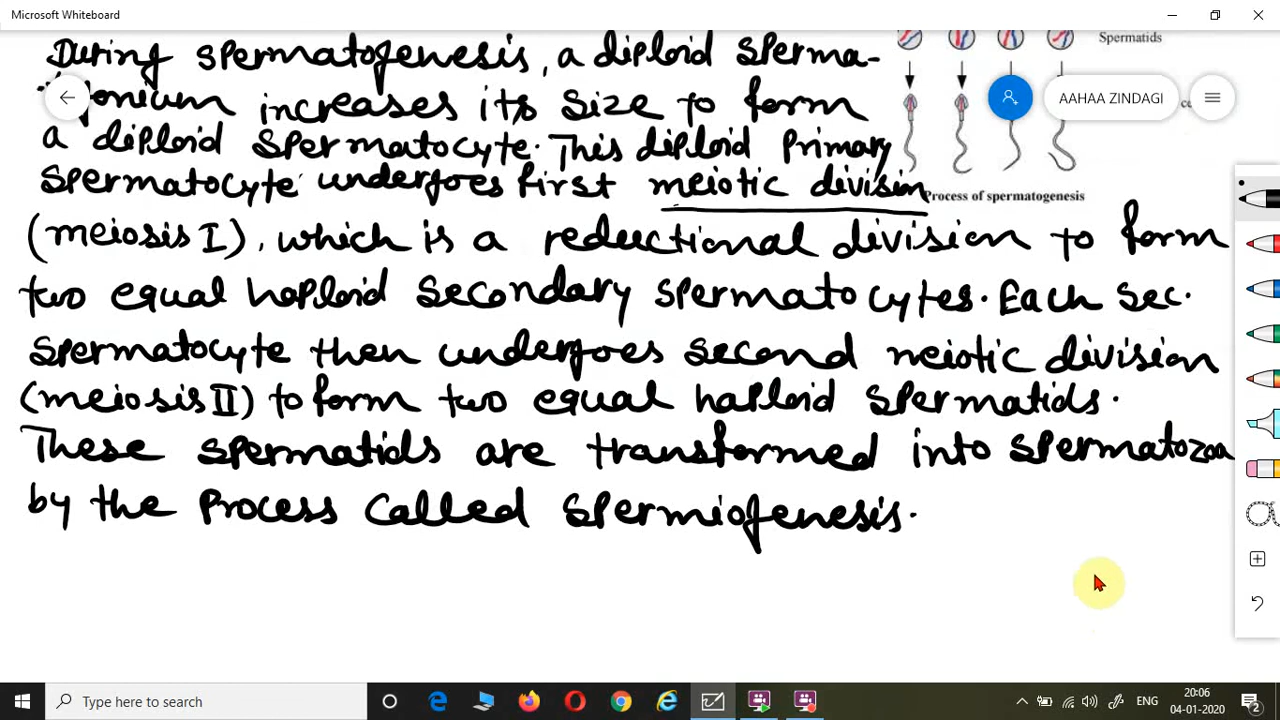 Microsoft Whiteboard
During spermatogenesis, a diploid sperma-
onium increases its size to form
a diploid spermatocyte. This diploid primary
spermatocyte undergoes first meiotic division
(meiosis I), which is a reductional division to form
two equal haploid secondary spermatocytes. Each sec.
spermatocyte then undergoes second meiotic division
(meiosis II) to form two equal haploid spermatids.
These spermatids are transformed into spermatozoa
by the process called spermiogenesis.
Spermatids
AAHAA ZINDAGI
Process of spermatogenesis
Type here to search
ENG
20:06
04-01-2020
2